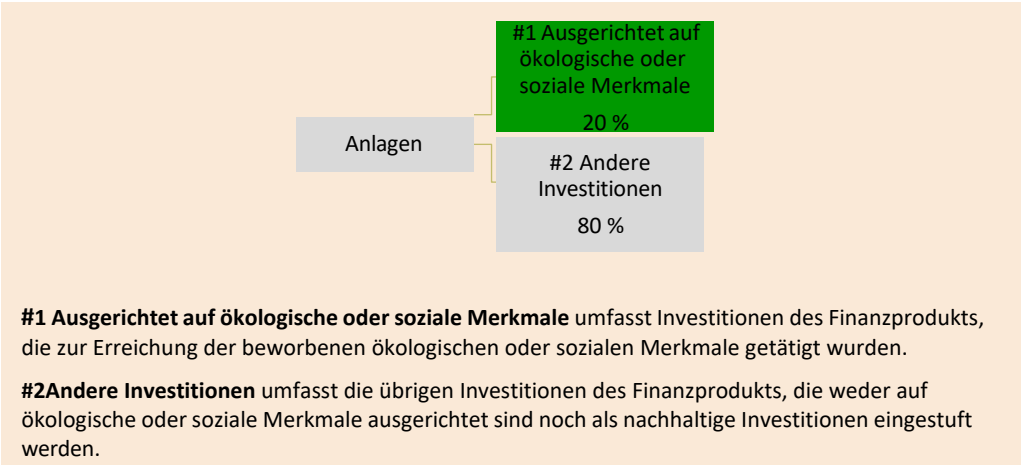 #1 Ausgerichtet auf
ökologische oder
soziale Merkmale
20 %
Anlagen
#2 Andere
Investitionen
80 %
#1 Ausgerichtet auf ökologische oder soziale Merkmale umfasst Investitionen des Finanzprodukts,
die zur Erreichung der beworbenen ökologischen oder sozialen Merkmale getätigt wurden.
#2Andere Investitionen umfasst die übrigen Investitionen des Finanzprodukts, die weder auf
ökologische oder soziale Merkmale ausgerichtet sind noch als nachhaltige Investitionen eingestuft
werden.